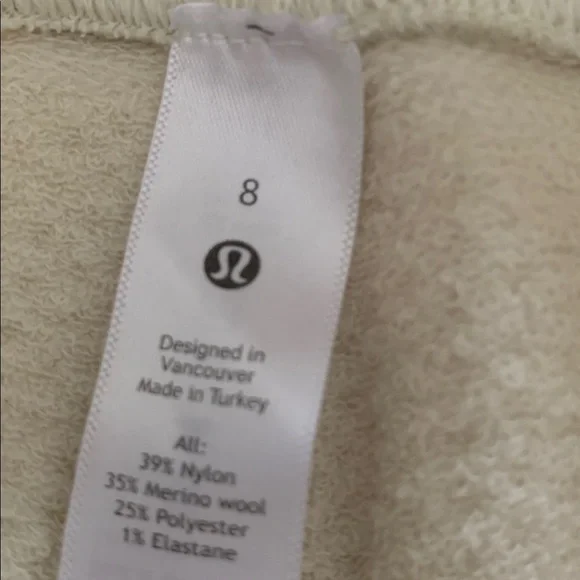 8
Designed in
Vancouver
Made in Turkey
All:
39% Nylon
35% Merino wool
25% Polyester
1% Elastane